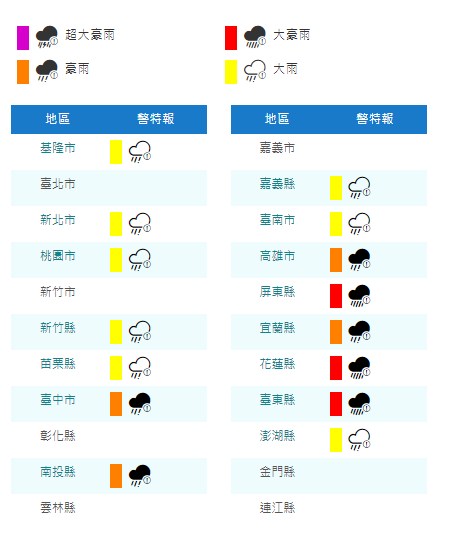 超大豪雨
大豪雨
豪雨
大雨
地區 警特報
基隆市
臺北市
新北市
桃園市
新竹市
新竹縣
苗栗縣
臺中市
彰化縣
南投縣
雲林縣
地區 警特報
嘉義市
嘉義縣
臺南市
高雄市
屏東縣
宜蘭縣
花蓮縣
臺東縣
澎湖縣
金門縣
連江縣